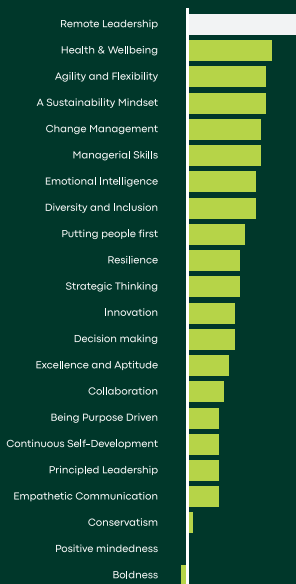 Remote Leadership
Health & Wellbeing
Agility and Flexibility
A Sustainability Mindset
Change Management
Managerial Skills
Emotional Intelligence
Diversity and Inclusion
Putting people first
Resilience
Strategic Thinking
Innovation
Decision making
Excellence and Aptitude
Collaboration
Being Purpose Driven
Continuous Self-Development
Principled Leadership
Empathetic Communication
Conservatism
Positive mindedness
Boldness